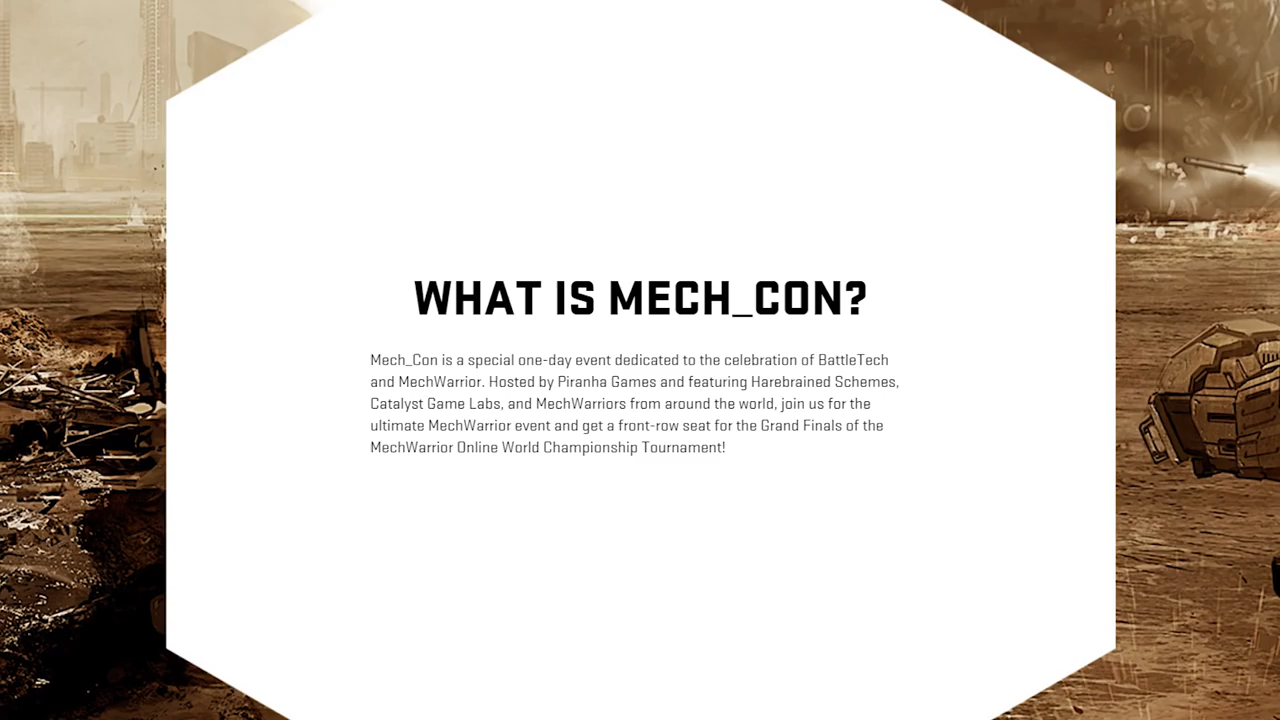 WHAT IS MECH_CON?
Mech_Con is a special one-day event dedicated to the celebration of BattleTech
and MechWarrior. Hosted by Piranha Games and featuring Harebrained Schemes,
Catalyst Game Labs, and MechWarriors from around the world, join us for the
ultimate MechWarrior event and get a front-row seat for the Grand Finals of the
MechWarrior Online World Championship Tournament!